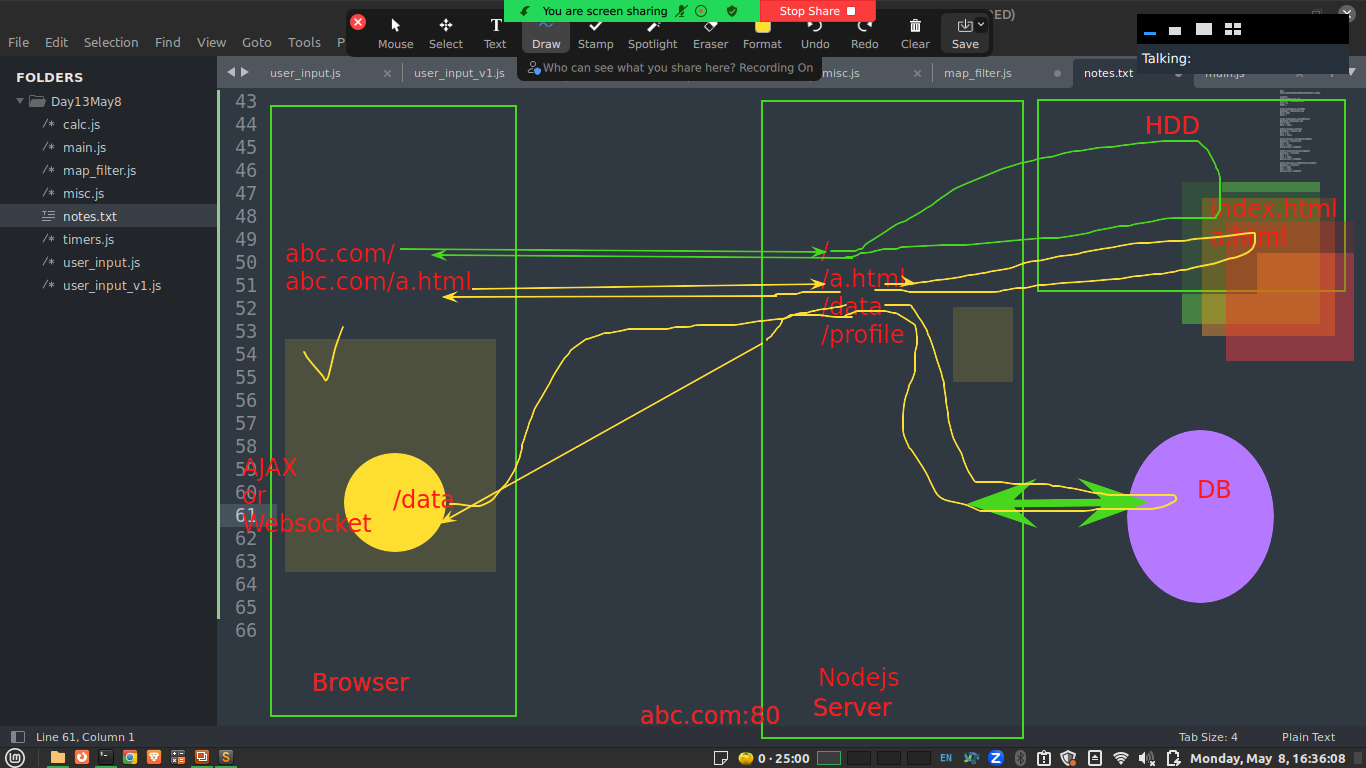 You are screen sharing
Stop Share
Mouse
Select
Text
Draw
Stamp
Spotlight
Eraser
Format
Undo
Redo
Clear
Save
Who can see what you share here? Recording On
Talking:
File Edit Selection Find View Goto Tools P
FOLDERS
Day13May8
/* calc.js
/* main.js
/* map_filter.js
/* misc.js
notes.txt
/* timers.js
/* user_input.js
/* user_input_v1.js
user_input.js
user_input_v1.js
misc.js
map_filter.js
notes.txt
main.js
43
44
45
46
47
48
49
50
51
52
53
54
55
56
57
58
59
60
61
62
63
64
65
66
HDD
index.html
a.html
abc.com/
abc.com/a.html
/
/a.html
/data
/profile
AJAX
or
Websocket
/data
DB
Browser
Nodejs
Server
abc.com:80
Line 61, Column 1
Tab Size: 4
Plain Text
0 · 25:00
EN
Monday, May 8, 16:36:08